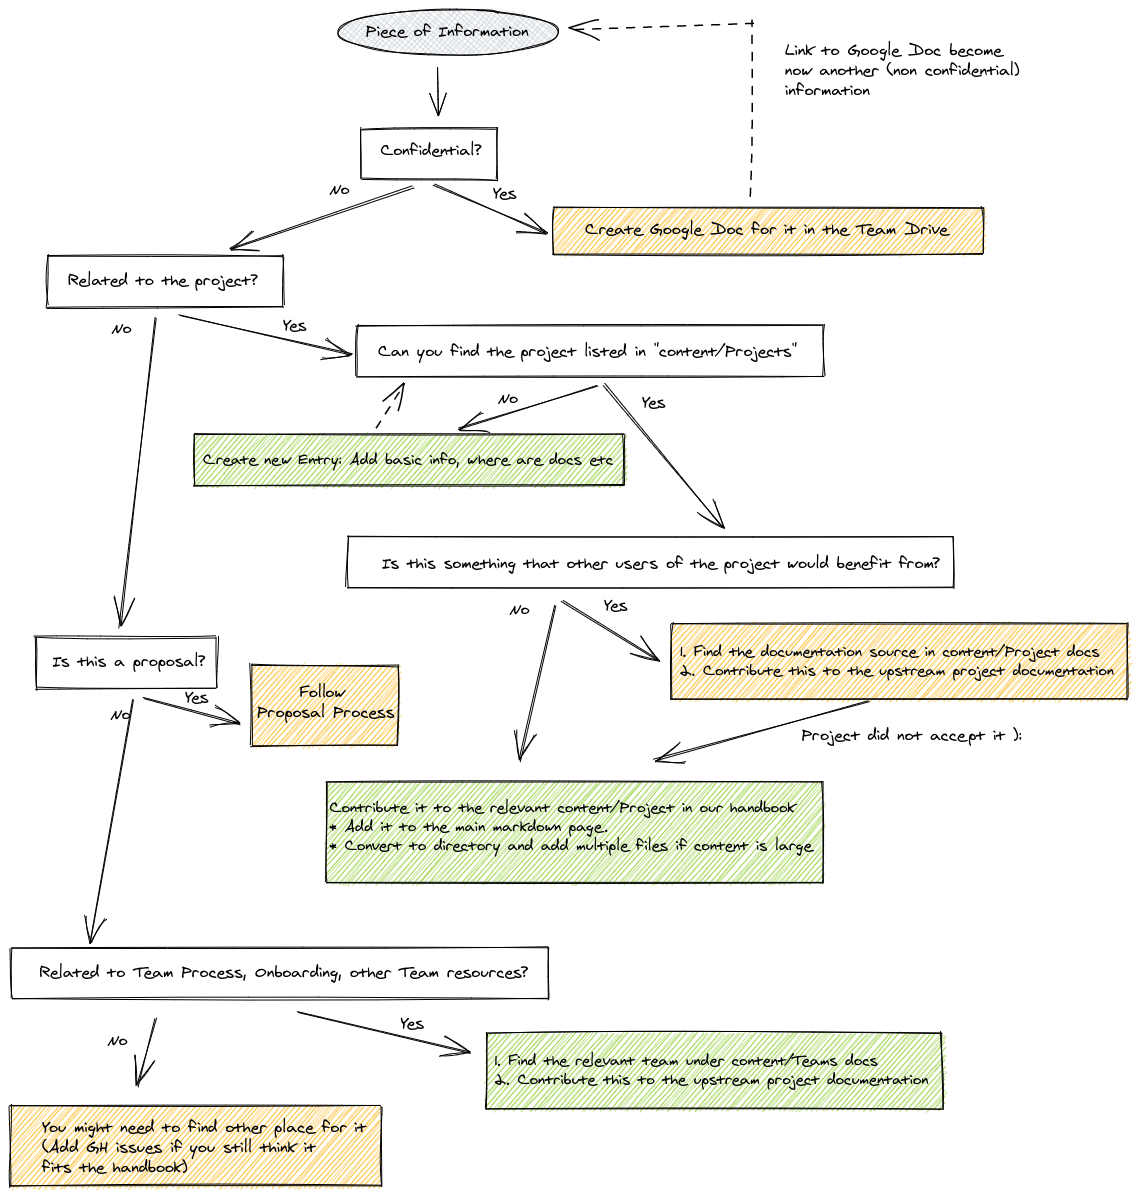 Piece of Information
Link to Google Doc become
now another (non confidential)
information
Confidential?
No
Yes
Create Google Doc for it in the Team Drive
Related to the project?
No
Yes
Can you find the project listed in "content/Projects"
No
Yes
Create new Entry: Add basic info, where are docs etc
Is this something that other users of the project would benefit from?
No
Yes
1. Find the documentation source in content/Project docs
2. Contribute this to the upstream project documentation
Is this a proposal?
Yes
No
Follow
Proposal Process
Project did not accept it ):
Contribute it to the relevant content/Project in our handbook
* Add it to the main markdown page.
* Convert to directory and add multiple files if content is large
Related to Team Process, Onboarding, other Team resources?
No
Yes
1. Find the relevant team under content/Teams docs
2. Contribute this to the upstream project documentation
You might need to find other place for it
(Add GH issues if you still think it
fits the handbook)